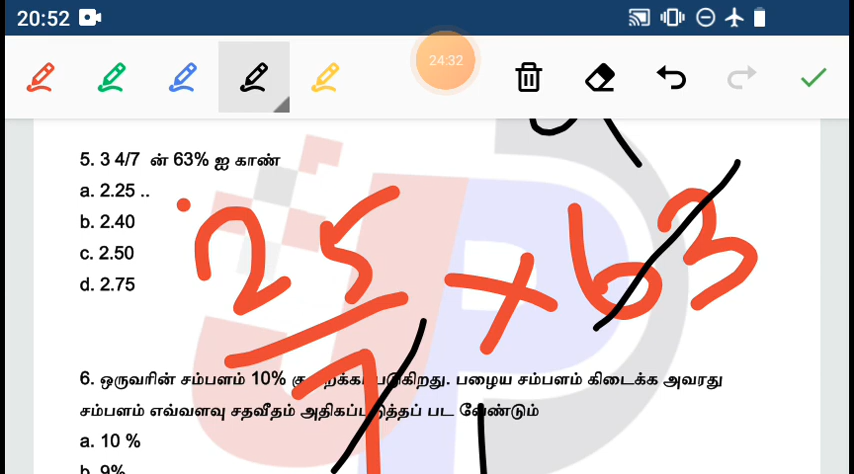 20:52
24:32
5. 3 4/7 ன் 63% ஐ காண்
a. 2.25 ..
b. 2.40
c. 2.50
d. 2.75
25 × 63
7
6. ஒருவரின் சம்பளம் 10% குறைக்கப்படுகிறது. பழைய சம்பளம் கிடைக்க அவரது
சம்பளம் எவ்வளவு சதவீதம் அதிகப்படுத்தப் பட வேண்டும்
a. 10 %
b. 9%